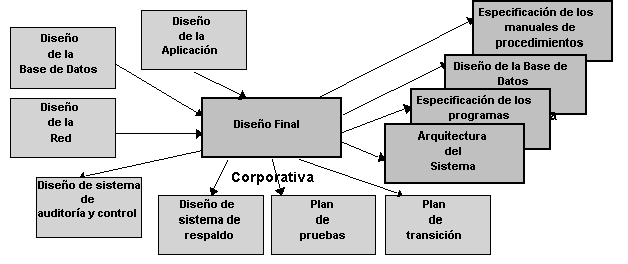 Diseño
de la
Base de Datos
Diseño
de la
Aplicación
Especificación de los
manuales de
procedimientos
Diseño de la Base de
Datos
Especificación de los
programas
Arquitectura
del
Sistema
Diseño
de la
Red
Diseño Final
Corporativa
Diseño de sistema
de
auditoría y control
Diseño de
sistema de
respaldo
Plan
de
pruebas
Plan
de
transición